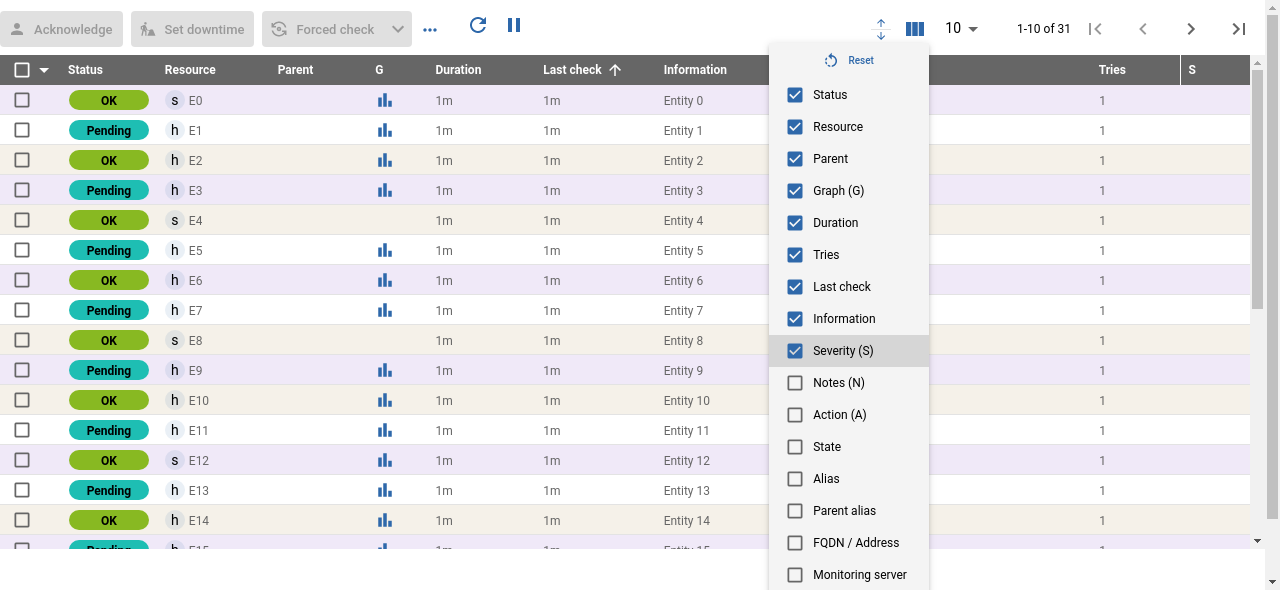 Acknowledge Set downtime Forced check 10 1-10 of 31
Status Resource Parent G Duration Last check Information Tries S
OK s E0 1m 1m Entity 0 1
Pending h E1 1m 1m Entity 1 1
OK h E2 1m 1m Entity 2 1
Pending h E3 1m 1m Entity 3 1
OK s E4 1m 1m Entity 4 1
Pending h E5 1m 1m Entity 5 1
OK h E6 1m 1m Entity 6 1
Pending h E7 1m 1m Entity 7 1
OK s E8 1m 1m Entity 8 1
Pending h E9 1m 1m Entity 9 1
OK h E10 1m 1m Entity 10 1
Pending h E11 1m 1m Entity 11 1
OK s E12 1m 1m Entity 12 1
Pending h E13 1m 1m Entity 13 1
OK h E14 1m 1m Entity 14 1
Pending h E15 1m 1m Entity 15 1
Reset
Status
Resource
Parent
Graph (G)
Duration
Tries
Last check
Information
Severity (S)
Notes (N)
Action (A)
State
Alias
Parent alias
FQDN / Address
Monitoring server